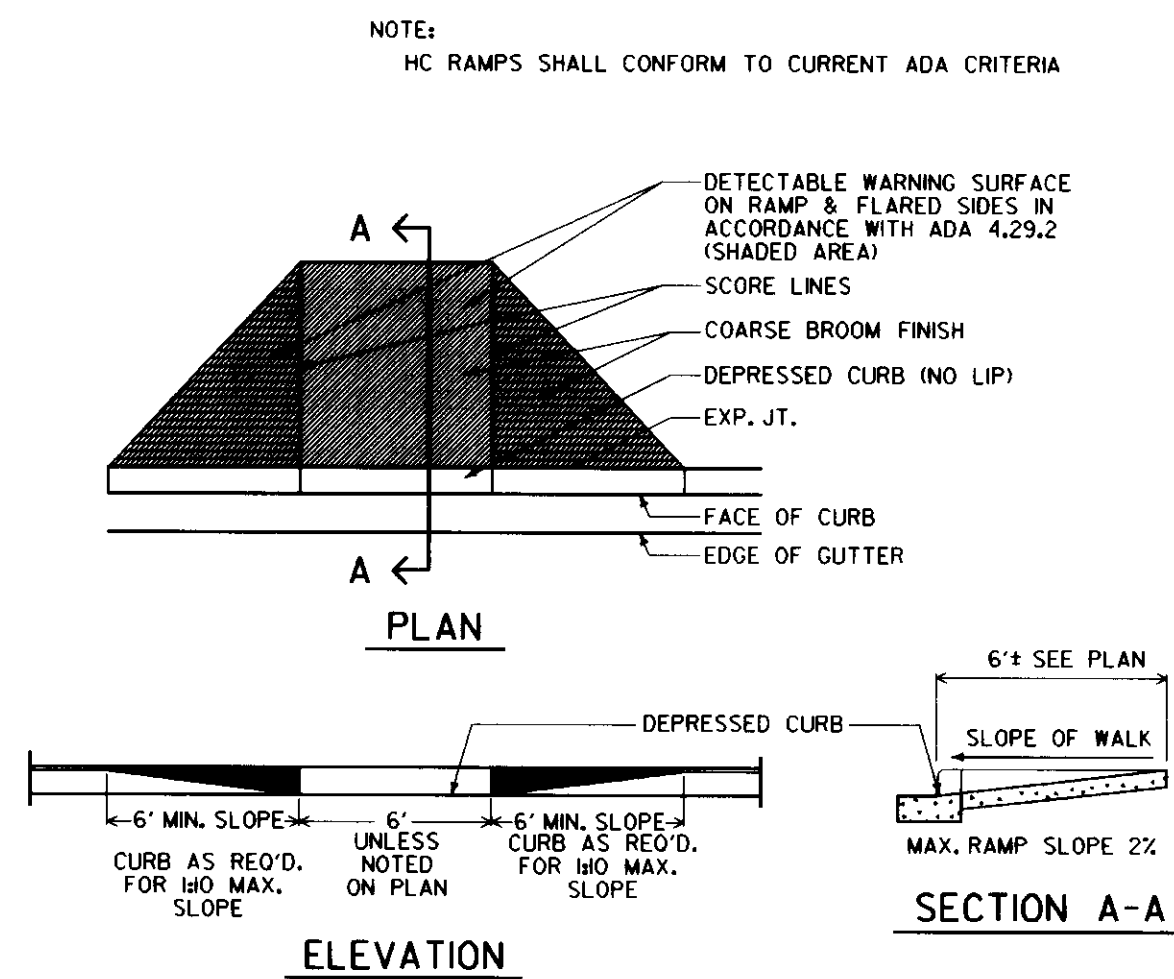 NOTE:
HC RAMPS SHALL CONFORM TO CURRENT ADA CRITERIA
DETECTABLE WARNING SURFACE
ON RAMP & FLARED SIDES IN
ACCORDANCE WITH ADA 4.29.2
(SHADED AREA)
SCORE LINES
COARSE BROOM FINISH
DEPRESSED CURB (NO LIP)
EXP. JT.
FACE OF CURB
EDGE OF GUTTER
A
A
PLAN
DEPRESSED CURB
6' MIN. SLOPE
CURB AS REQ'D.
FOR 1:10 MAX.
SLOPE
6'
UNLESS
NOTED
ON PLAN
6' MIN. SLOPE
CURB AS REQ'D.
FOR 1:10 MAX.
SLOPE
ELEVATION
6'± SEE PLAN
SLOPE OF WALK
MAX. RAMP SLOPE 2%
SECTION A-A